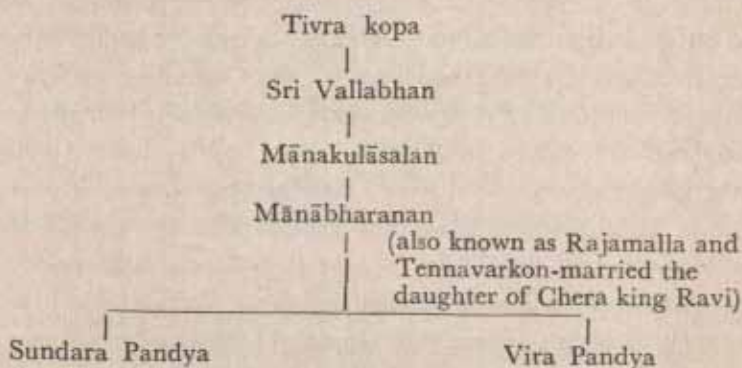 Tivra kopa
Sri Vallabhan
Mānakulāsalan
Mānābharanan
(also known as Rajamalla and
Tennavarkon-married the
daughter of Chera king Ravi)
Sundara Pandya Vira Pandya